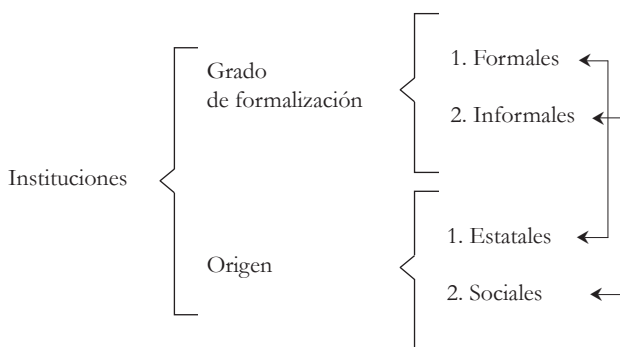 Grado
de formalización
1. Formales
2. Informales
Instituciones
Origen
1. Estatales
2. Sociales